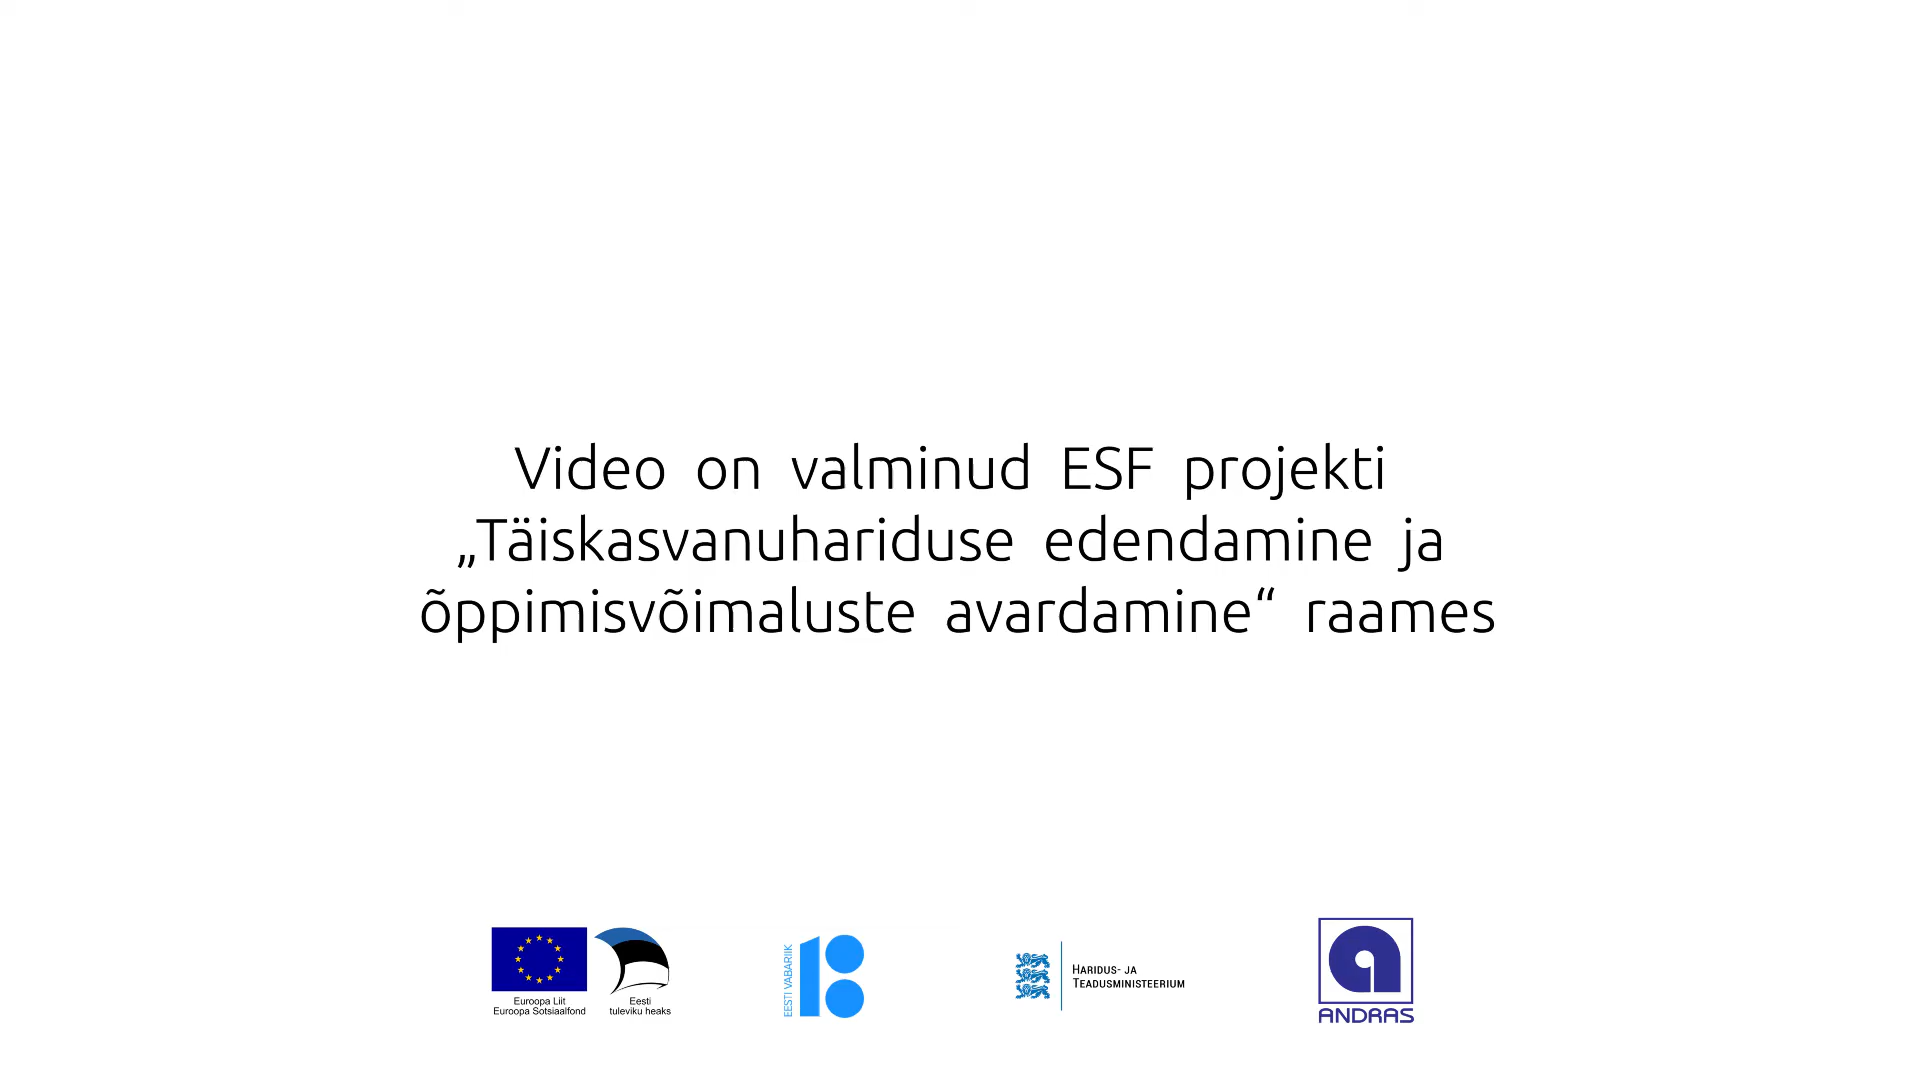 Video on valminud ESF projekti
„Täiskasvanuhariduse edendamine ja
õppimisvõimaluste avardamine“ raames
Euroopa Liit
Euroopa Sotsiaalfond
Eesti
tuleviku heaks
EESTI VABARIIK
100
HARIDUS- JA
TEADUSMINISTEERIUM
ANDRAS